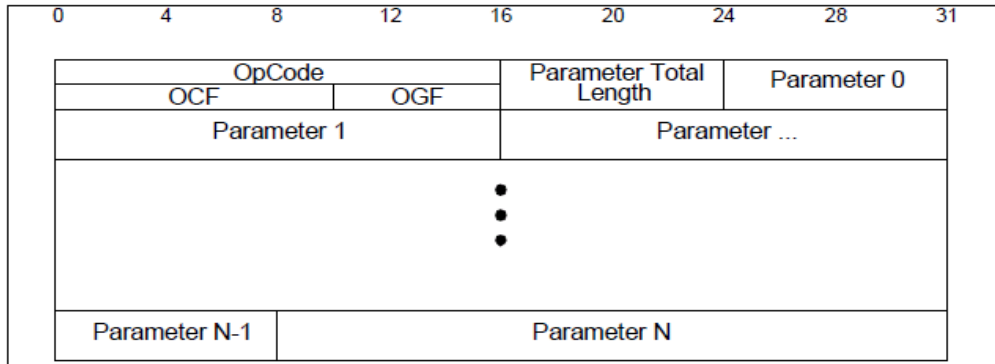 0 4 8 12 16 20 24 28 31
OpCode
Parameter Total
Length
Parameter 0
OCF
OGF
Parameter 1
Parameter ...
Parameter N-1
Parameter N